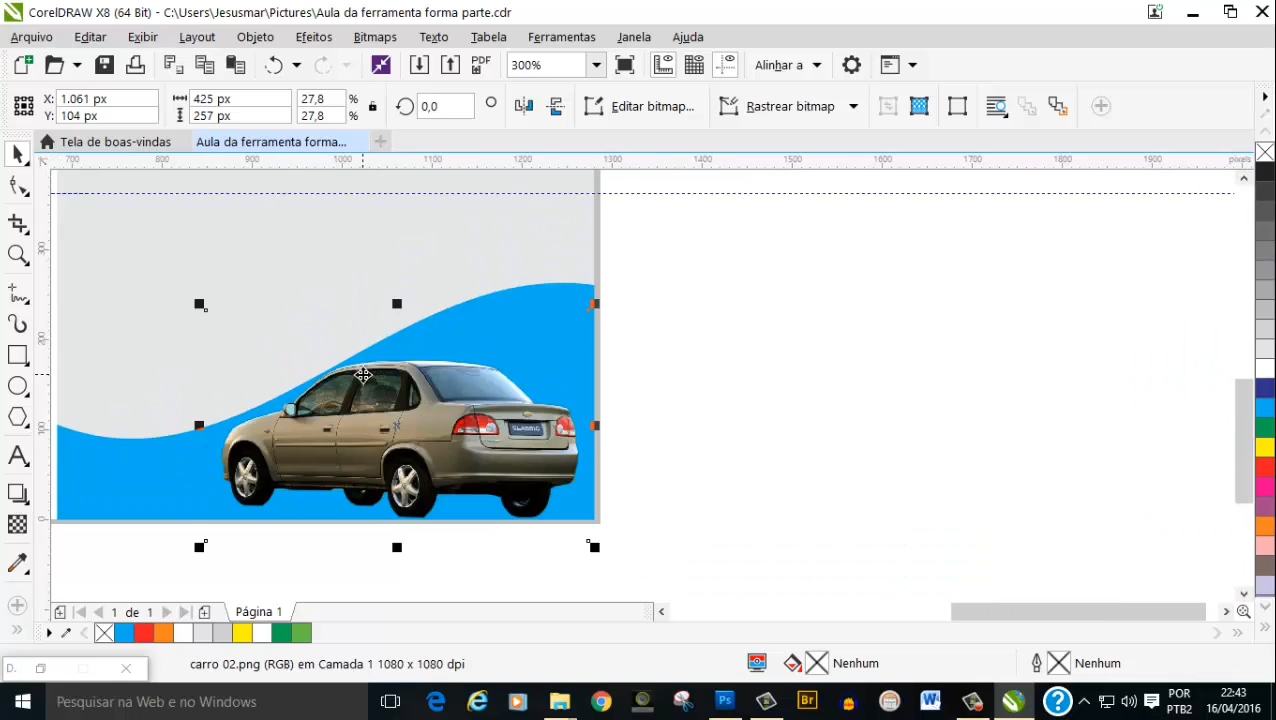 CorelDRAW X8 (64 Bit) - C:\Users\Jesusmar\Pictures\Aula da ferramenta forma parte.cdr
Arquivo Editar Exibir Layout Objeto Efeitos Bitmaps Texto Tabela Ferramentas Janela Ajuda
PDF 300% Alinhar a
X: 1.061 px 425 px 27,8 % 0,0 Editar bitmap... Rastrear bitmap
Y: 104 px 257 px 27,8 %
Tela de boas-vindas Aula da ferramenta forma...
700 800 900 1000 1100 1200 1300 1400 1500 1600 1700 1800 1900 pixels
300
200
100
0
CLASSIC
1 de 1 Página 1
D.. carro 02.png (RGB) em Camada 1 1080 x 1080 dpi Nenhum Nenhum
Pesquisar na Web e no Windows Ps Br W POR 22:43
PTB2 16/04/2016